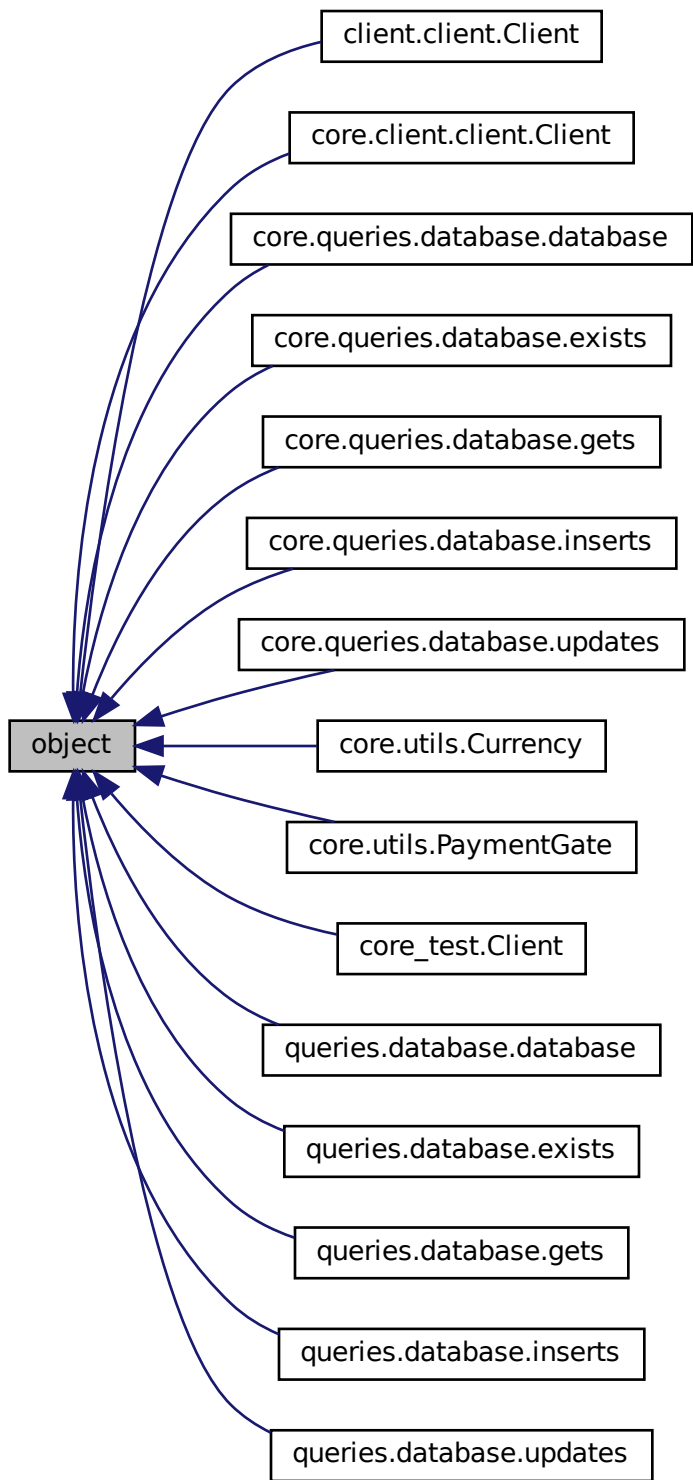 client.client.Client
core.client.client.Client
core.queries.database.database
core.queries.database.exists
core.queries.database.gets
core.queries.database.inserts
core.queries.database.updates
object
core.utils.Currency
core.utils.PaymentGate
core_test.Client
queries.database.database
queries.database.exists
queries.database.gets
queries.database.inserts
queries.database.updates